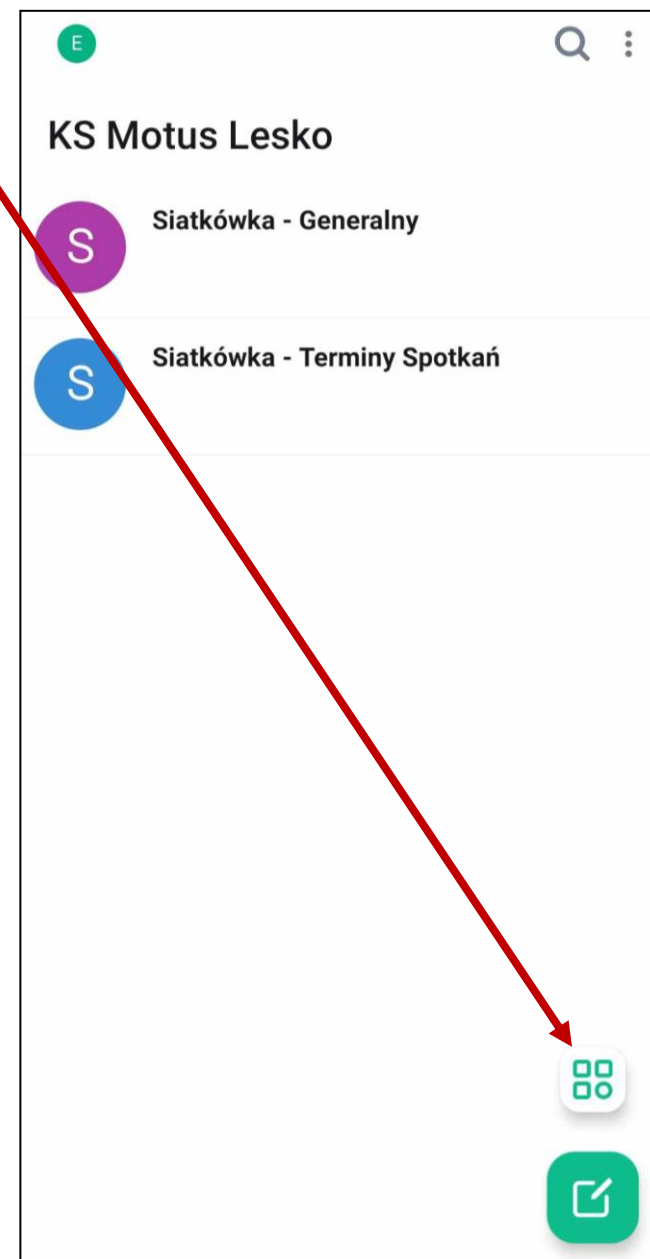 E
KS Motus Lesko
S
Siatkówka - Generalny
S
Siatkówka - Terminy Spotkań